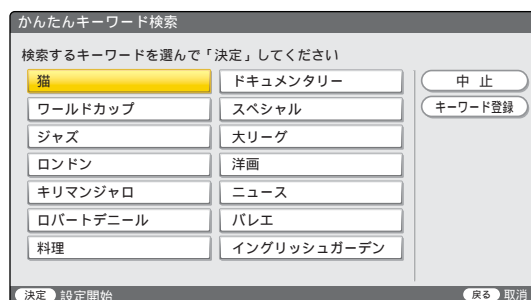 かんたんキーワード検索
検索するキーワードを選んで「決定」してください
猫
ドキュメンタリー
中 止
ワールドカップ
スペシャル
キーワード登録
ジャズ
大リーグ
ロンドン
洋画
キリマンジャロ
ニュース
ロバートデニール
バレエ
料理
イングリッシュガーデン
決定 設定開始
戻る 取消